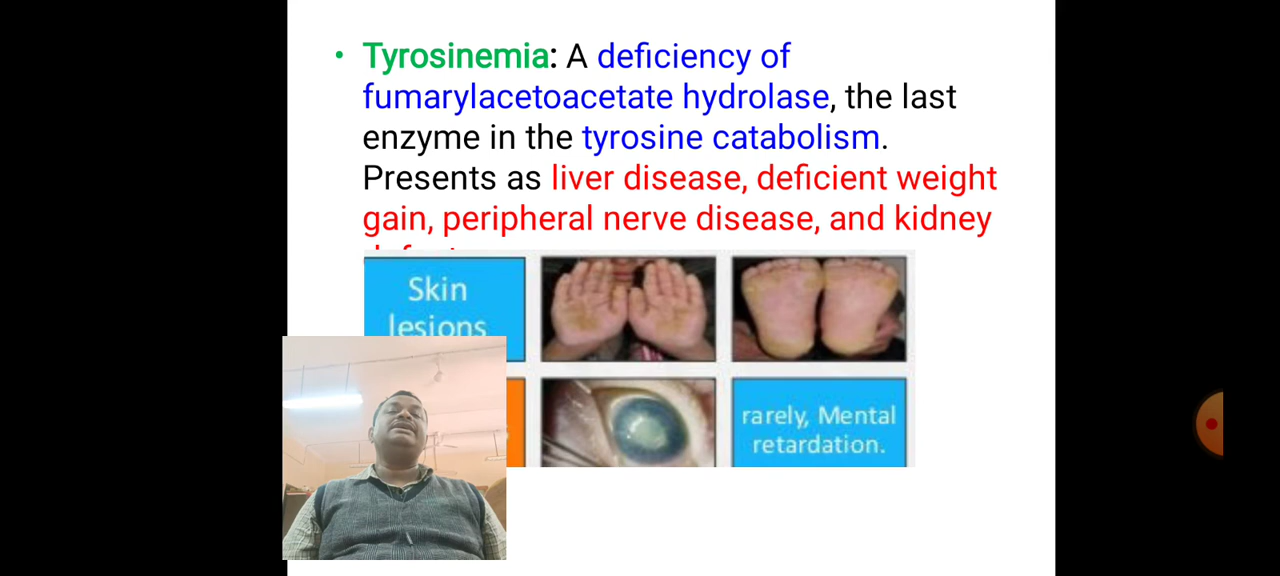 • Tyrosinemia: A deficiency of
fumarylacetoacetate hydrolase, the last
enzyme in the tyrosine catabolism.
Presents as liver disease, deficient weight
gain, peripheral nerve disease, and kidney
Skin
lesions
rarely, Mental
retardation.